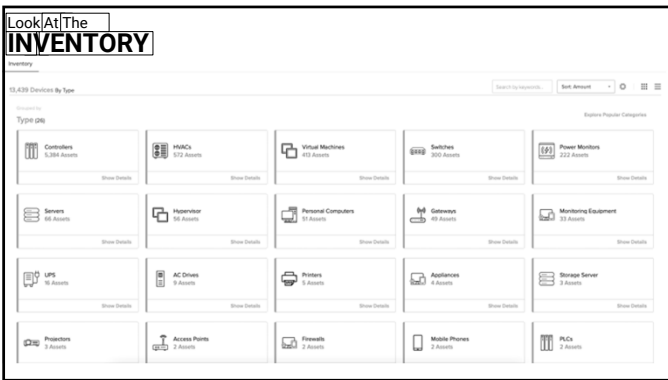 Look At The
INVENTORY
Inventory
13,439 Devices By Type
Search by keywords...
Sort: Amount
Grouped by
Type (26)
Explore Popular Categories
Controllers
5,384 Assets
Show Details
HVACs
572 Assets
Show Details
Virtual Machines
413 Assets
Show Details
Switches
300 Assets
Show Details
Power Monitors
222 Assets
Show Details
Servers
66 Assets
Show Details
Hypervisor
56 Assets
Show Details
Personal Computers
51 Assets
Show Details
Gateways
49 Assets
Show Details
Monitoring Equipment
33 Assets
Show Details
UPS
16 Assets
Show Details
AC Drives
9 Assets
Show Details
Printers
5 Assets
Show Details
Appliances
4 Assets
Show Details
Storage Server
3 Assets
Show Details
Projectors
3 Assets
Access Points
2 Assets
Firewalls
2 Assets
Mobile Phones
2 Assets
PLCs
2 Assets